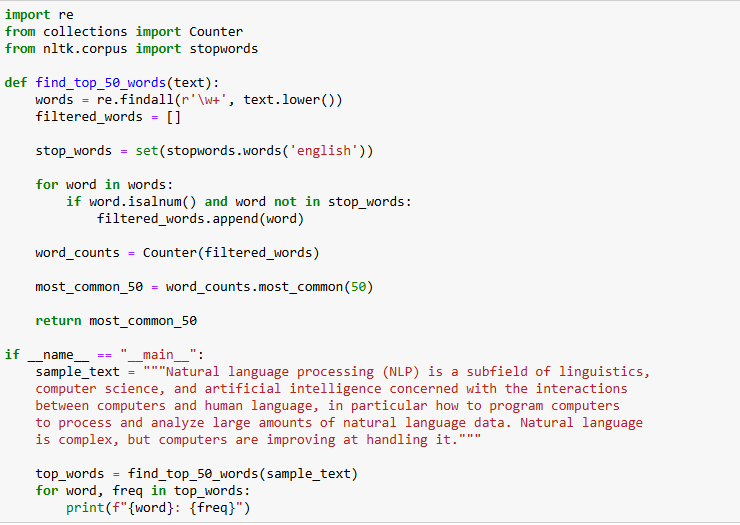 import re
from collections import Counter
from nltk.corpus import stopwords

def find_top_50_words(text):
    words = re.findall(r'\w+', text.lower())
    filtered_words = []

    stop_words = set(stopwords.words('english'))

    for word in words:
        if word.isalnum() and word not in stop_words:
            filtered_words.append(word)

    word_counts = Counter(filtered_words)

    most_common_50 = word_counts.most_common(50)

    return most_common_50

if __name__ == "__main__":
    sample_text = """Natural language processing (NLP) is a subfield of linguistics,
    computer science, and artificial intelligence concerned with the interactions
    between computers and human language, in particular how to program computers
    to process and analyze large amounts of natural language data. Natural language
    is complex, but computers are improving at handling it."""

    top_words = find_top_50_words(sample_text)
    for word, freq in top_words:
        print(f"{word}: {freq}")